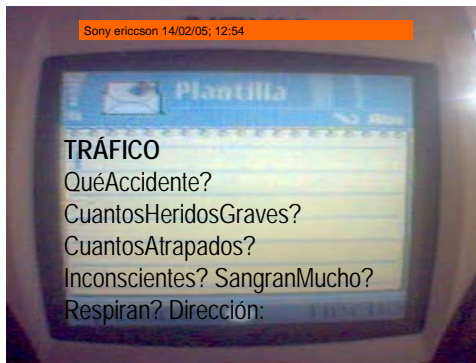 Sony ericcson 14/02/05; 12:54
Plantilla
TRÁFICO
QuéAccidente?
CuantosHeridosGraves?
CuantosAtrapados?
Inconscientes? SangranMucho?
Respiran? Dirección: